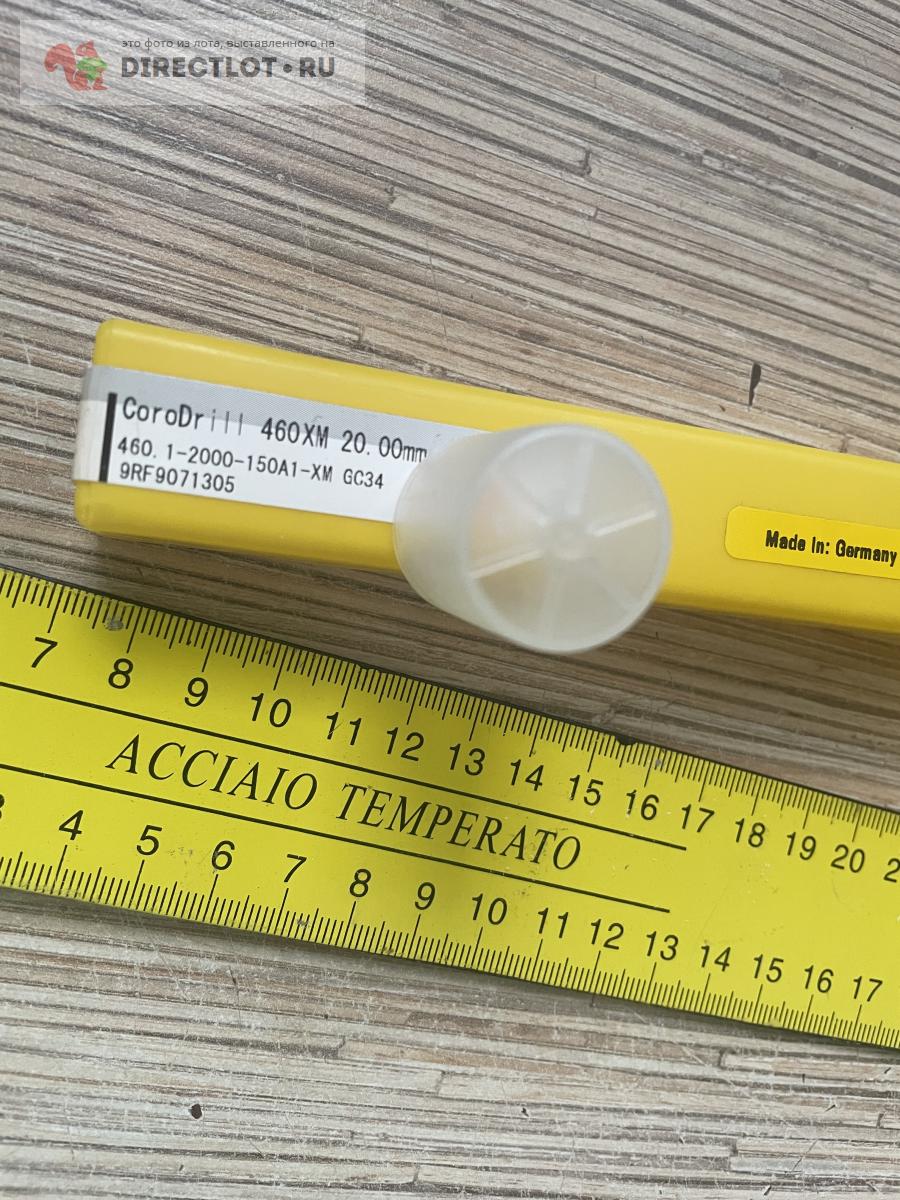 это фото из лота, выставленного на
DIRECTLOT•RU
CoroDrill 460XM 20.00mm
460.1-2000-150A1-XM GC34
9RF9071305
Made In: Germany
7 8 9 10 11 12 13 14 15 16 17 18 19 20
ACCIAIO TEMPERATO
4 5 6 7 8 9 10 11 12 13 14 15 16 17